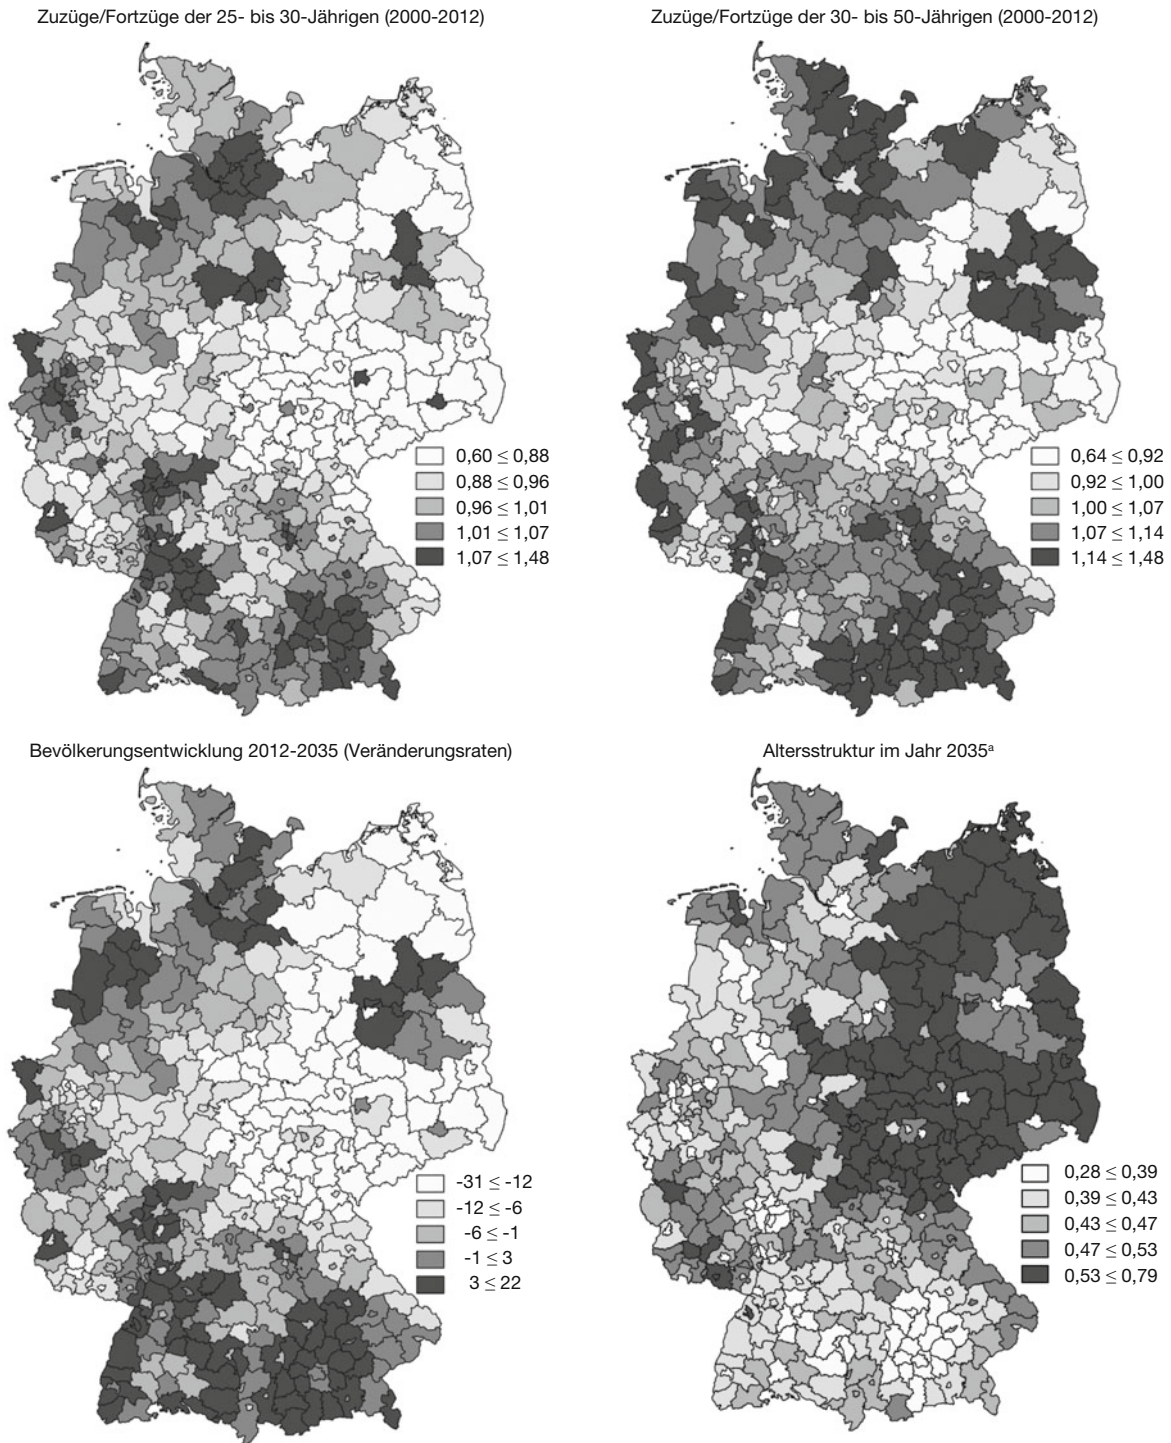 Zuzüge/Fortzüge der 25- bis 30-Jährigen (2000-2012)
0,60 ≤ 0,88
0,88 ≤ 0,96
0,96 ≤ 1,01
1,01 ≤ 1,07
1,07 ≤ 1,48
Zuzüge/Fortzüge der 30- bis 50-Jährigen (2000-2012)
0,64 ≤ 0,92
0,92 ≤ 1,00
1,00 ≤ 1,07
1,07 ≤ 1,14
1,14 ≤ 1,48
Bevölkerungsentwicklung 2012-2035 (Veränderungsraten)
-31 ≤ -12
-12 ≤ -6
-6 ≤ -1
-1 ≤ 3
3 ≤ 22
Altersstruktur im Jahr 2035ᵃ
0,28 ≤ 0,39
0,39 ≤ 0,43
0,43 ≤ 0,47
0,47 ≤ 0,53
0,53 ≤ 0,79